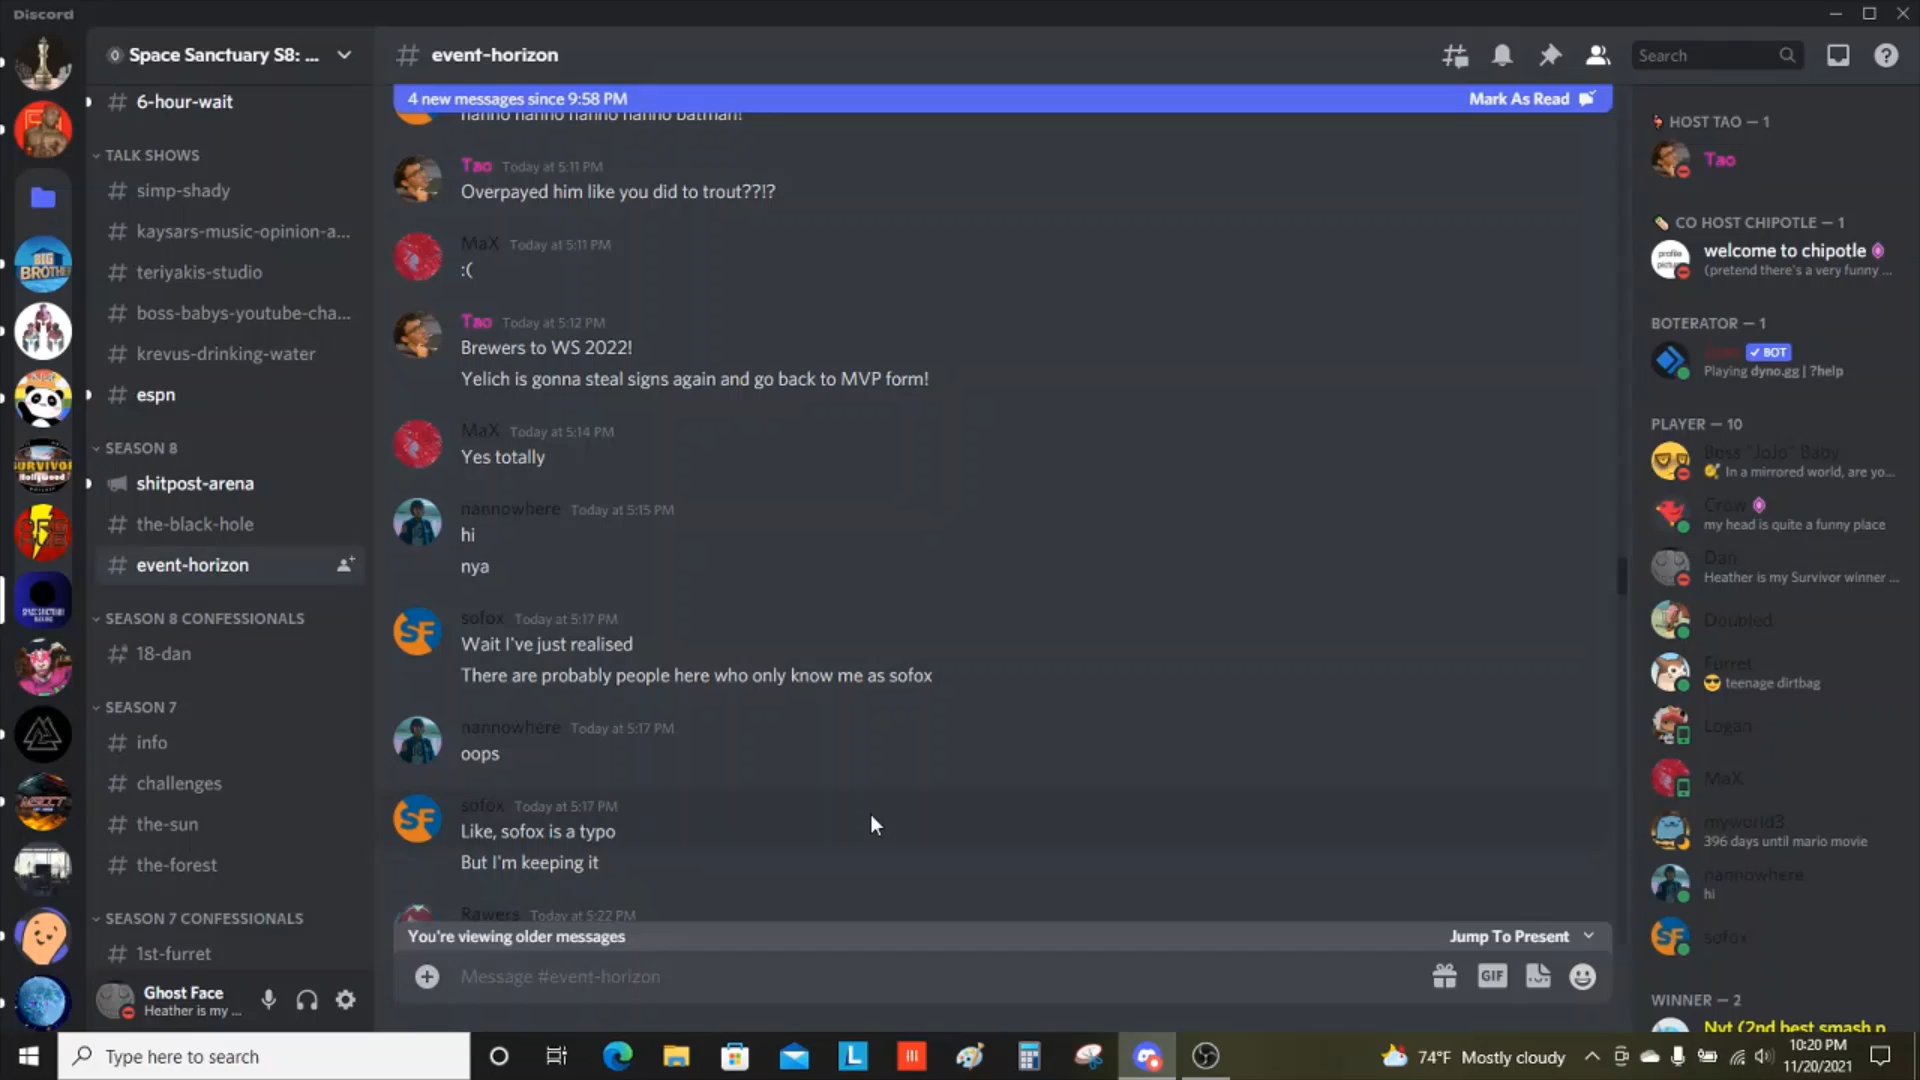 Discord
Space Sanctuary S8: ...
6-hour-wait
TALK SHOWS
simp-shady
kaysars-music-opinion-a...
teriyakis-studio
boss-babys-youtube-cha...
krevus-drinking-water
espn
SEASON 8
shitpost-arena
the-black-hole
event-horizon
SEASON 8 CONFESSIONALS
18-dan
SEASON 7
info
challenges
the-sun
the-forest
SEASON 7 CONFESSIONALS
1st-furret
Ghost Face
Heather is my ...
BIG BROTHER
SURVIVOR
event-horizon
Search
4 new messages since 9:58 PM
Mark As Read
nanno nanno nanno nanno batman!
Tao Today at 5:11 PM
Overpayed him like you did to trout??!?
MaX Today at 5:11 PM
:(
Tao Today at 5:12 PM
Brewers to WS 2022!
Yelich is gonna steal signs again and go back to MVP form!
MaX Today at 5:14 PM
Yes totally
nannowhere Today at 5:15 PM
hi
nya
sofox Today at 5:17 PM
Wait I've just realised
There are probably people here who only know me as sofox
nannowhere Today at 5:17 PM
oops
sofox Today at 5:17 PM
Like, sofox is a typo
But I'm keeping it
Rawers Today at 5:22 PM
You're viewing older messages
Jump To Present
Message #event-horizon
GIF
HOST TAO — 1
Tao
CO HOST CHIPOTLE — 1
profile
welcome to chipotle
(pretend there's a very funny ...
BOTERATOR — 1
BOT
Playing dyno.gg | ?help
PLAYER — 10
Boss "JoJo" Baby
In a mirrored world, are yo...
Crow
my head is quite a funny place
Dan
Heather is my Survivor winner ...
Doubled
Furret
teenage dirtbag
Logan
MaX
myworld3
396 days until mario movie
nannowhere
hi
SF
sofox
WINNER — 2
Nyt (2nd best smash p
Type here to search
74°F Mostly cloudy
10:20 PM
11/20/2021